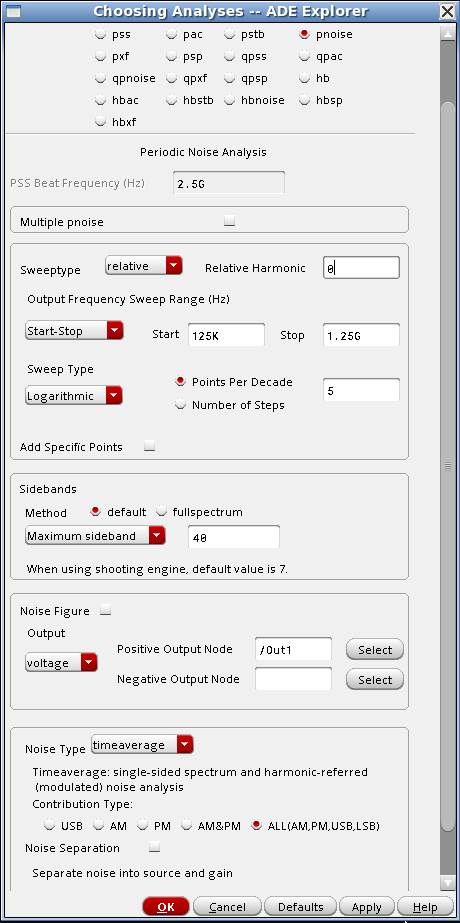 Choosing Analyses -- ADE Explorer
pss pac pstb pnoise
pxf psp qpss qpac
qpnoise qpxf qpsp hb
hbac hbstb hbnoise hbsp
hbxf
Periodic Noise Analysis
PSS Beat Frequency (Hz) 2.5G
Multiple pnoise
Sweeptype relative Relative Harmonic 0
Output Frequency Sweep Range (Hz)
Start-Stop Start 125K Stop 1.25G
Sweep Type
Logarithmic Points Per Decade 5
Number of Steps
Add Specific Points
Sidebands
Method default fullspectrum
Maximum sideband 40
When using shooting engine, default value is 7.
Noise Figure
Output
voltage Positive Output Node /Out1 Select
Negative Output Node Select
Noise Type timeaverage
Timeaverage: single-sided spectrum and harmonic-referred
(modulated) noise analysis
Contribution Type:
USB AM PM AM&PM ALL(AM,PM,USB,LSB)
Noise Separation
Separate noise into source and gain
OK Cancel Defaults Apply Help